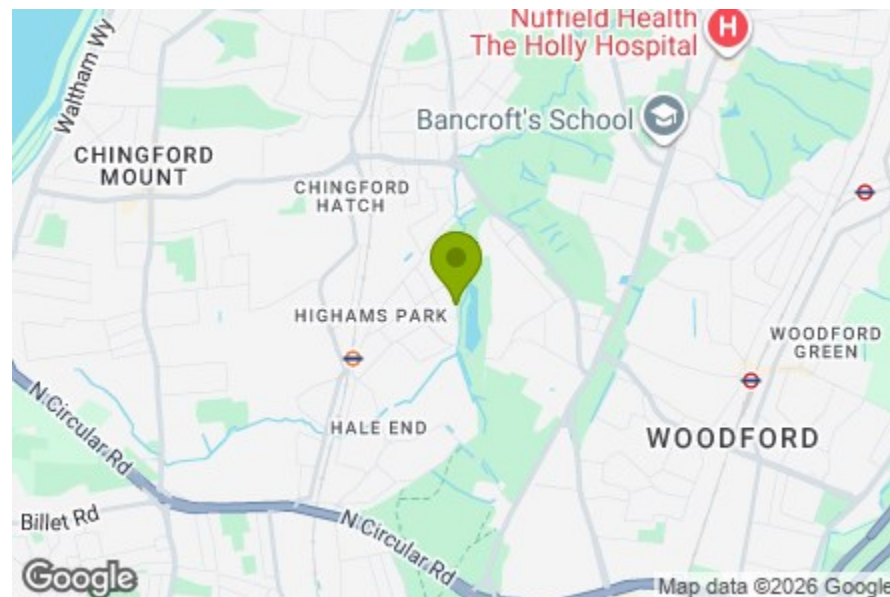 Nuffield Health
The Holly Hospital
H
Waltham Wy
Bancroft's School
CHINGFORD
MOUNT
CHINGFORD
HATCH
HIGHAMS PARK
WOODFORD
GREEN
HALE END
WOODFORD
N Circular Rd
Billet Rd
N Circular Rd
Google
Map data ©2026 Google